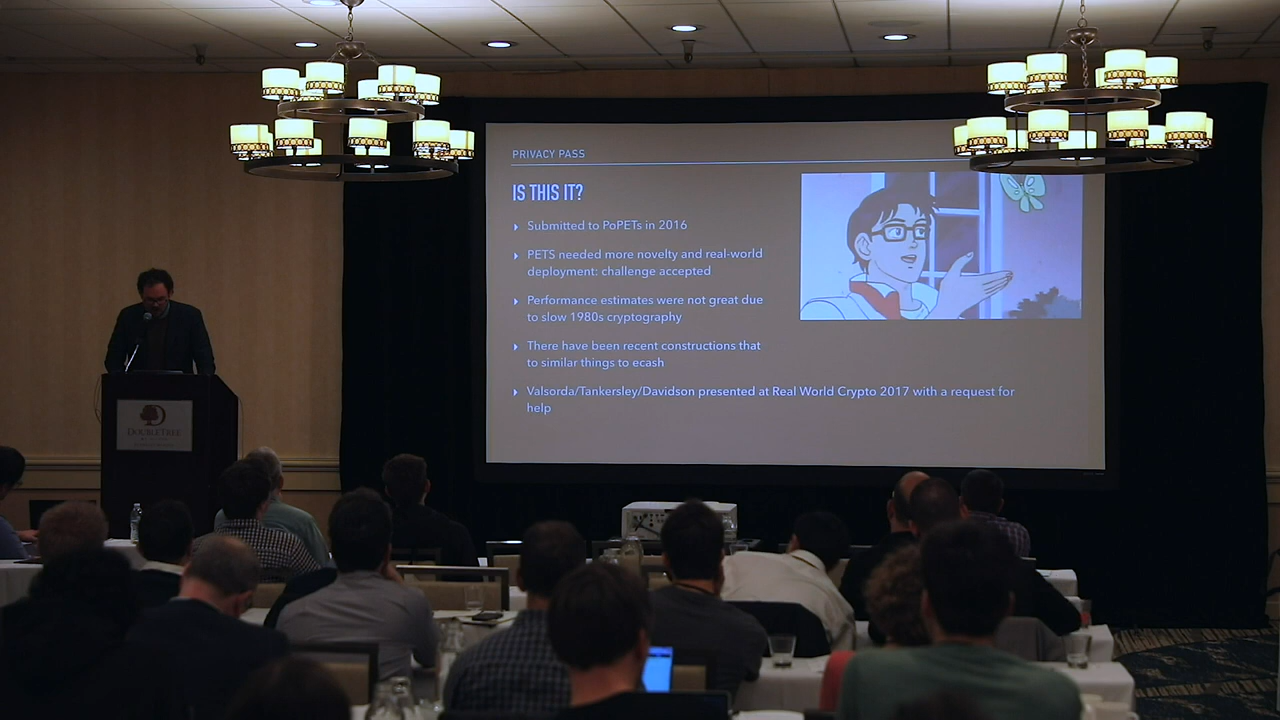 PRIVACY PASS
IS THIS IT?
Submitted to PoPETs in 2016
PETS needed more novelty and real-world
deployment: challenge accepted
Performance estimates were not great due
to slow 1980s cryptography
There have been recent constructions that
to similar things to ecash
Valsorda/Tankersley/Davidson presented at Real World Crypto 2017 with a request for
help
DOUBLETREE